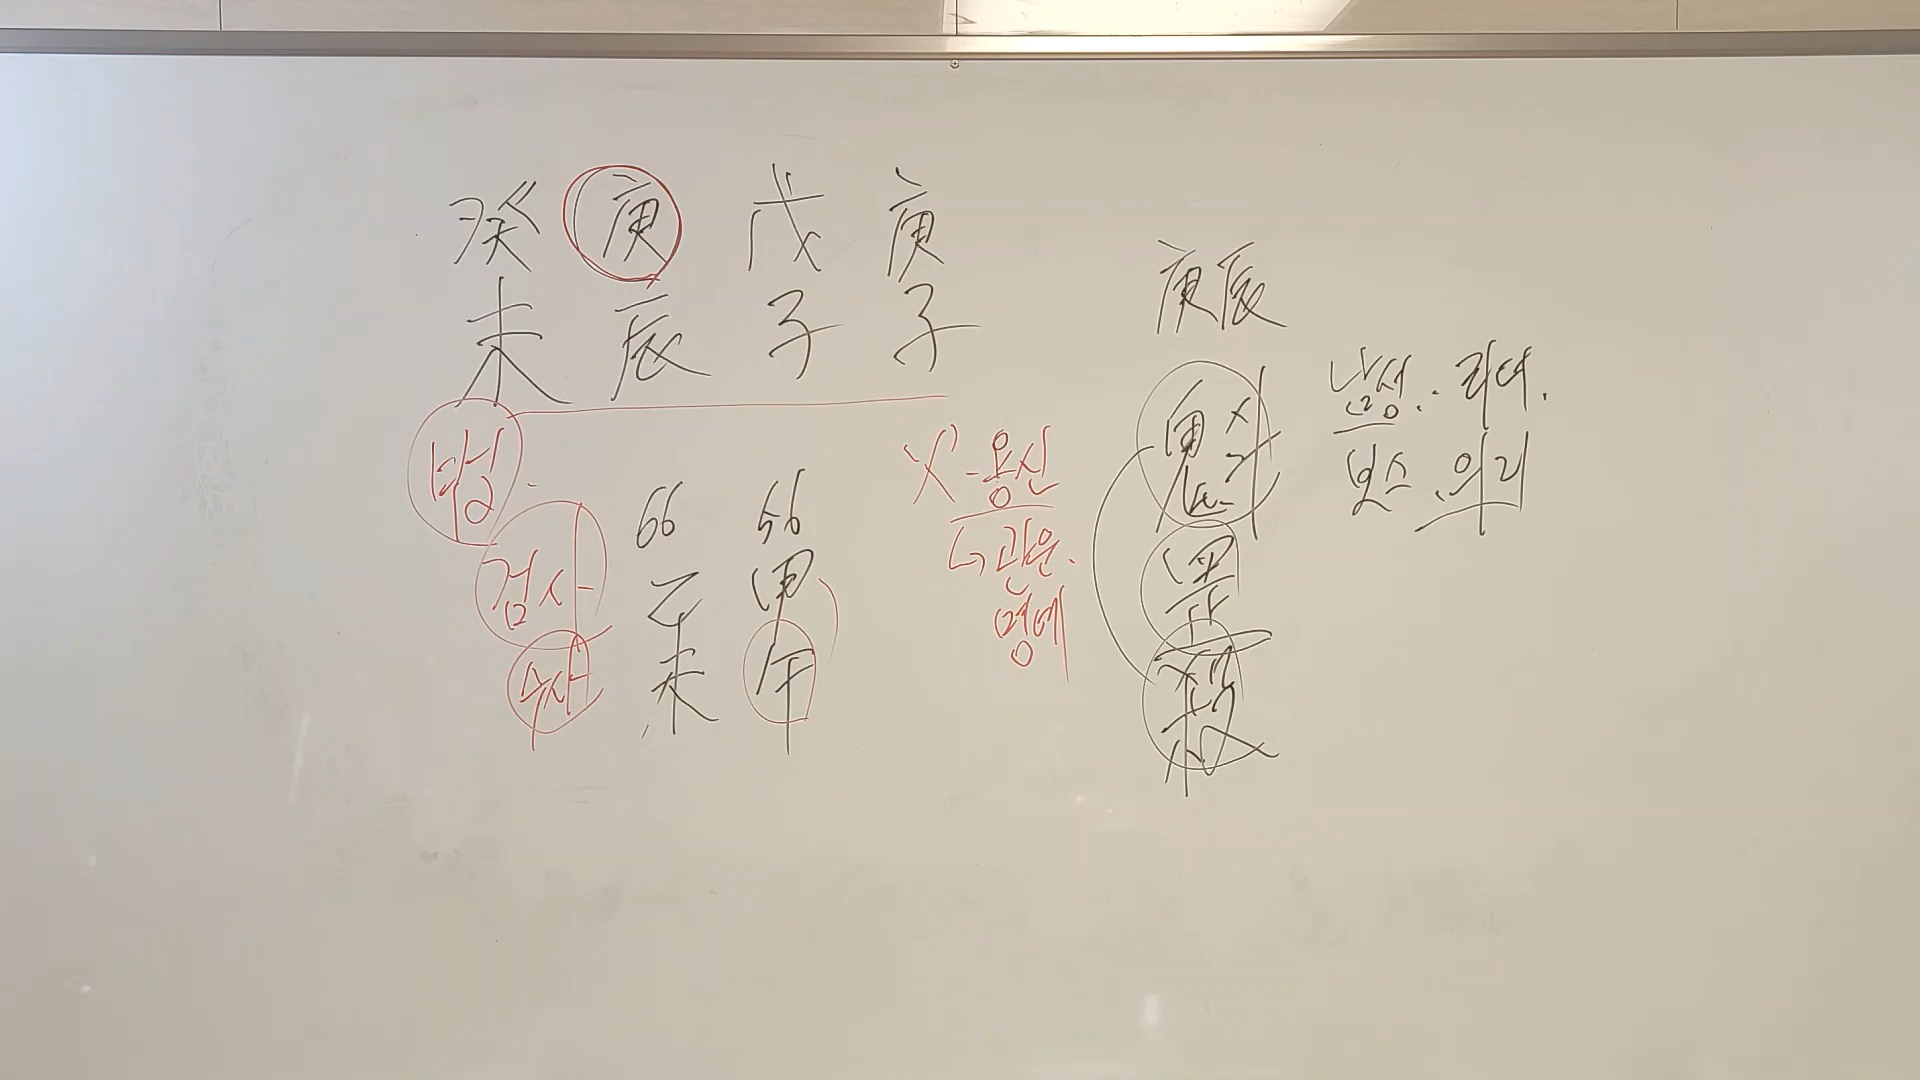 癸 庚 戊 庚
未 辰 子 子
법
검사
수사
66 56
乙 甲
未 午
火 - 용신
↳ 관운.
명예
庚辰
魁
罡
殺
남성. 리더.
보스. 의리